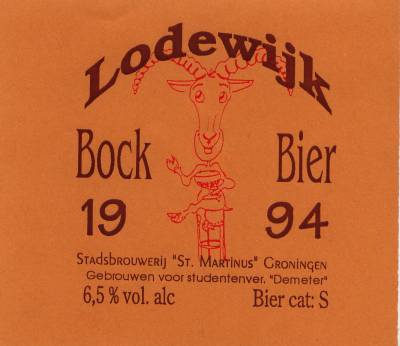 Lodewijk
Bock Bier
19 94
Stadsbrouwerij "St. Martinus" Groningen
Gebrouwen voor studentenver. "Demeter"
6,5 % vol. alc Bier cat: S